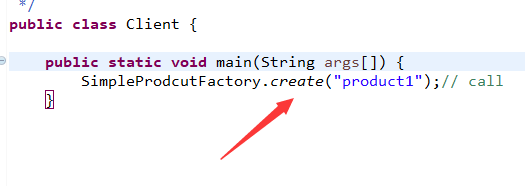 */
public class Client {
public static void main(String args[]) {
SimpleProdcutFactory.create("product1");// call
}